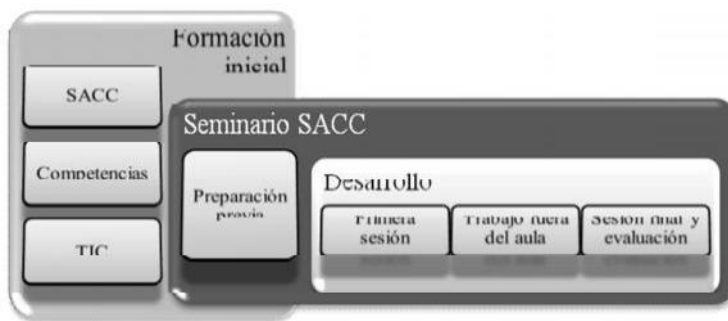 Formación
inicial
SACC
Competencias
TIC
Seminario SACC
Preparación
previa
Desarrollo
Primera
sesión
Trabajo fuera
del aula
Sesión final y
evaluación